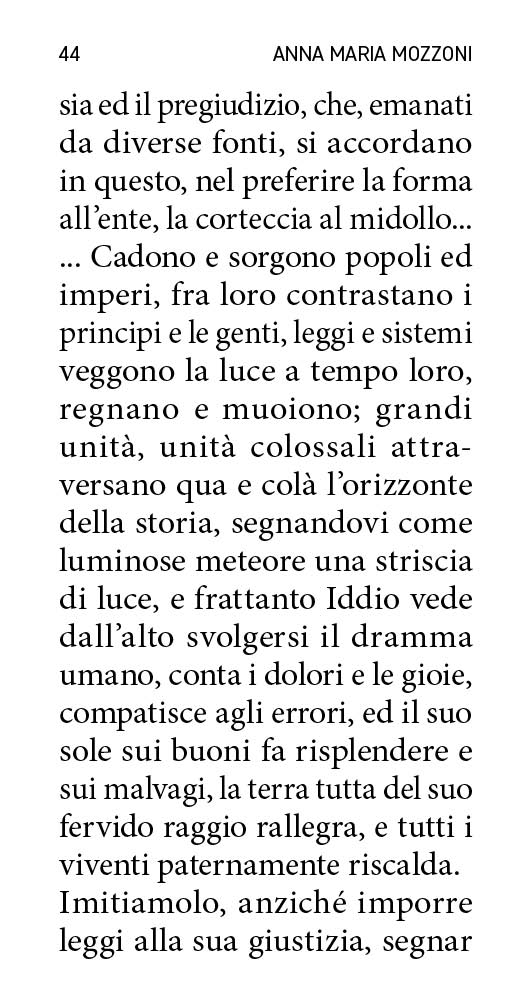 44 ANNA MARIA MOZZONI
sia ed il pregiudizio, che, emanati
da diverse fonti, si accordano
in questo, nel preferire la forma
all’ente, la corteccia al midollo...
... Cadono e sorgono popoli ed
imperi, fra loro contrastano i
principi e le genti, leggi e sistemi
veggono la luce a tempo loro,
regnano e muoiono; grandi
unità, unità colossali attra-
versano qua e colà l’orizzonte
della storia, segnandovi come
luminose meteore una striscia
di luce, e frattanto Iddio vede
dall’alto svolgersi il dramma
umano, conta i dolori e le gioie,
compatisce agli errori, ed il suo
sole sui buoni fa risplendere e
sui malvagi, la terra tutta del suo
fervido raggio rallegra, e tutti i
viventi paternamente riscalda.
Imitiamolo, anziché imporre
leggi alla sua giustizia, segnar